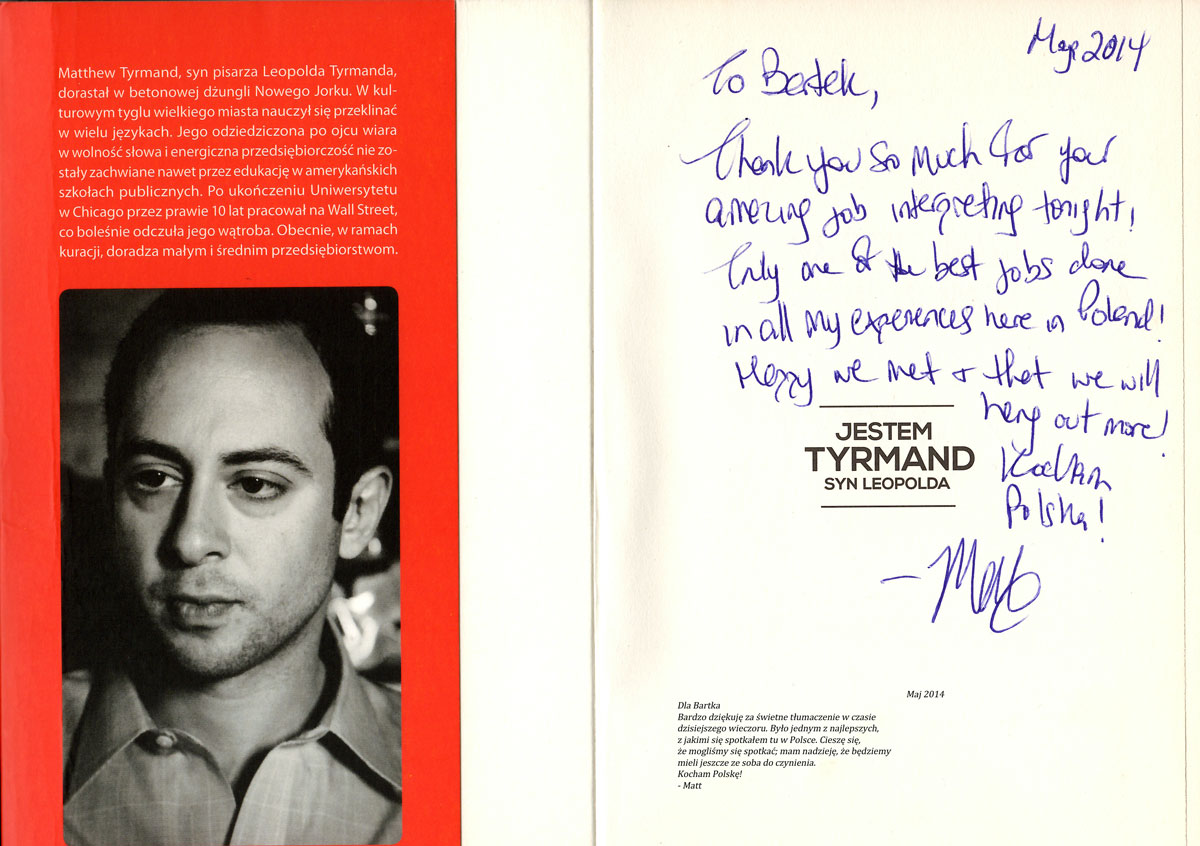 Matthew Tyrmand, syn pisarza Leopolda Tyrmanda,
dorastał w betonowej dżungli Nowego Jorku. W kul-
turowym tyglu wielkiego miasta nauczył się przeklinać
w wielu językach. Jego odziedziczona po ojcu wiara
w wolność słowa i energiczna przedsiębiorczość nie zo-
stały zachwiane nawet przez edukację w amerykańskich
szkołach publicznych. Po ukończeniu Uniwersytetu
w Chicago przez prawie 10 lat pracował na Wall Street,
co boleśnie odczuła jego wątroba. Obecnie, w ramach
kuracji, doradza małym i średnim przedsiębiorstwom.
May 2014
To Bartek,
Thank you so much for your
amazing job interpreting tonight!
Only one of the best jobs done
in all my experiences here in Poland!
Happy we met + that we will
hang out more!
Kocham
Polska!
- Matt
JESTEM
TYRMAND
SYN LEOPOLDA
Maj 2014
Dla Bartka
Bardzo dziękuję za świetne tłumaczenie w czasie
dzisiejszego wieczoru. Było jednym z najlepszych,
z jakimi się spotkałem tu w Polsce. Cieszę się,
że mogliśmy się spotkać; mam nadzieję, że będziemy
mieli jeszcze ze soba do czynienia.
Kocham Polskę!
- Matt